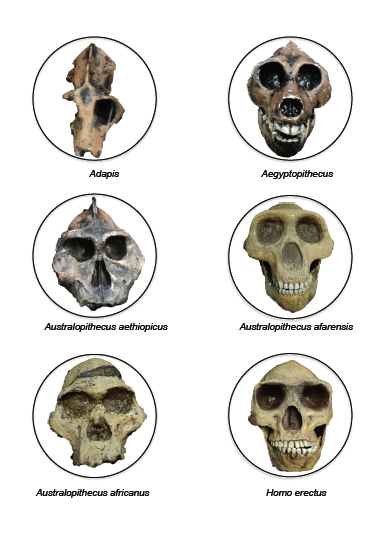 Adapis
Aegyptopithecus
Australopithecus aethiopicus
Australopithecus afarensis
Australopithecus africanus
Homo erectus